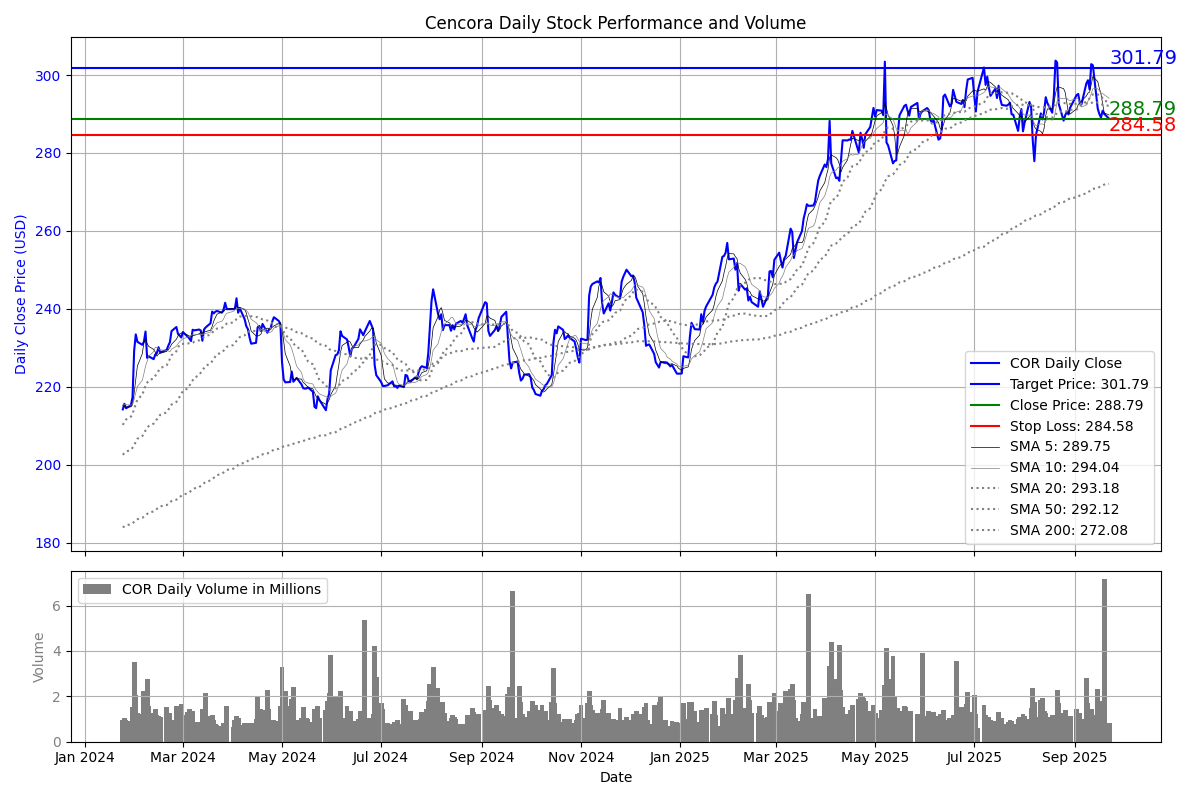 Cencora Daily Stock Performance and Volume
Daily Close Price (USD)
300
280
260
240
220
200
180
301.79
288.79
284.58
COR Daily Close
Target Price: 301.79
Close Price: 288.79
Stop Loss: 284.58
SMA 5: 289.75
SMA 10: 294.04
SMA 20: 293.18
SMA 50: 292.12
SMA 200: 272.08
COR Daily Volume in Millions
Volume
6
4
2
0
Jan 2024 Mar 2024 May 2024 Jul 2024 Sep 2024 Nov 2024 Jan 2025 Mar 2025 May 2025 Jul 2025 Sep 2025
Date